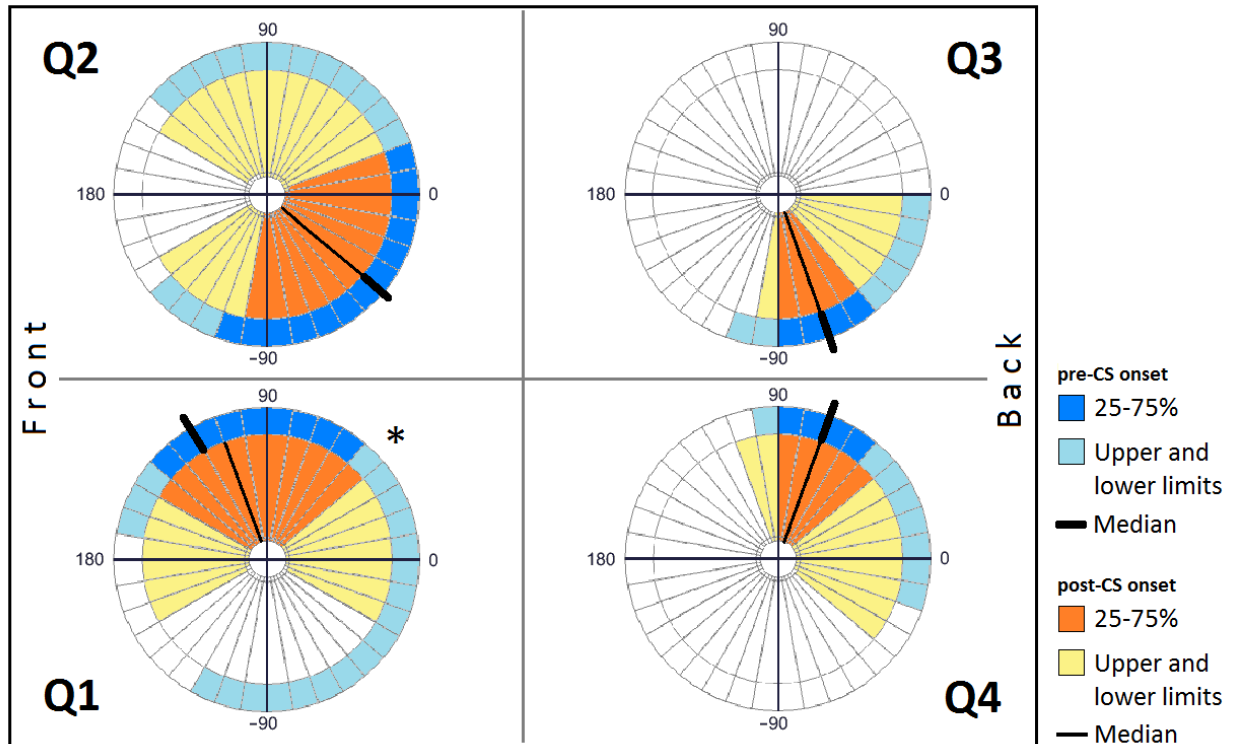 Q2
90
180
0
−90
Q3
90
180
0
−90
Front
Back
Q1
90
*
180
0
−90
Q4
90
180
0
−90
pre-CS onset
25-75%
Upper and
lower limits
Median
post-CS onset
25-75%
Upper and
lower limits
Median